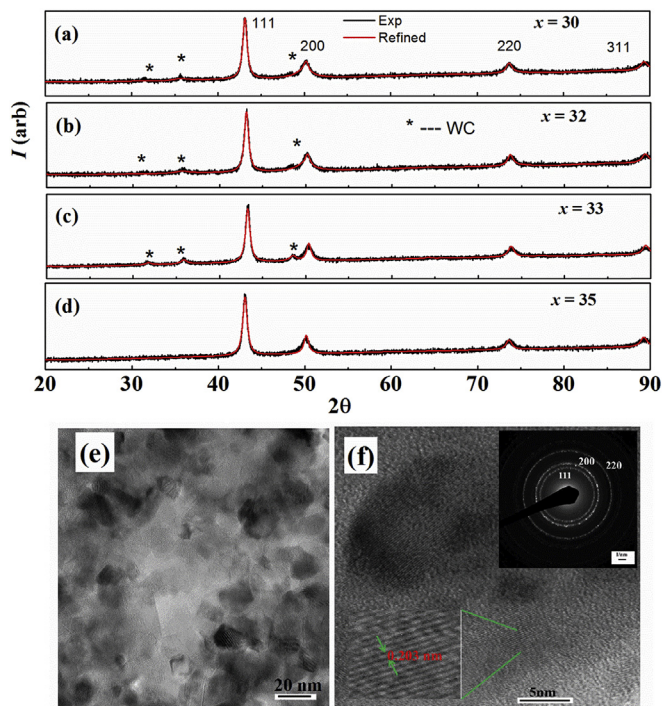 (a)
*
*
111
*
Exp
Refined
200
x = 30
220
311
(b)
*
*
*
* --- WC
x = 32
(c)
*
*
*
x = 33
(d)
x = 35
I (arb)
20 30 40 50 60 70 80 90
2θ
(e)
20 nm
(f)
111
200
220
5nm